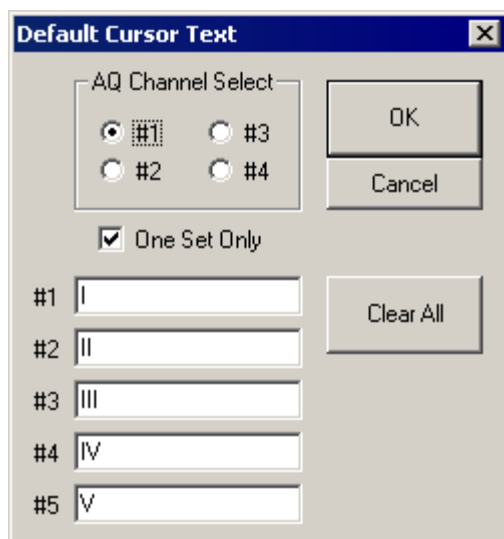 Default Cursor Text
AQ Channel Select
#1 #3
#2 #4
OK
Cancel
One Set Only
#1 I
Clear All
#2 II
#3 III
#4 IV
#5 V